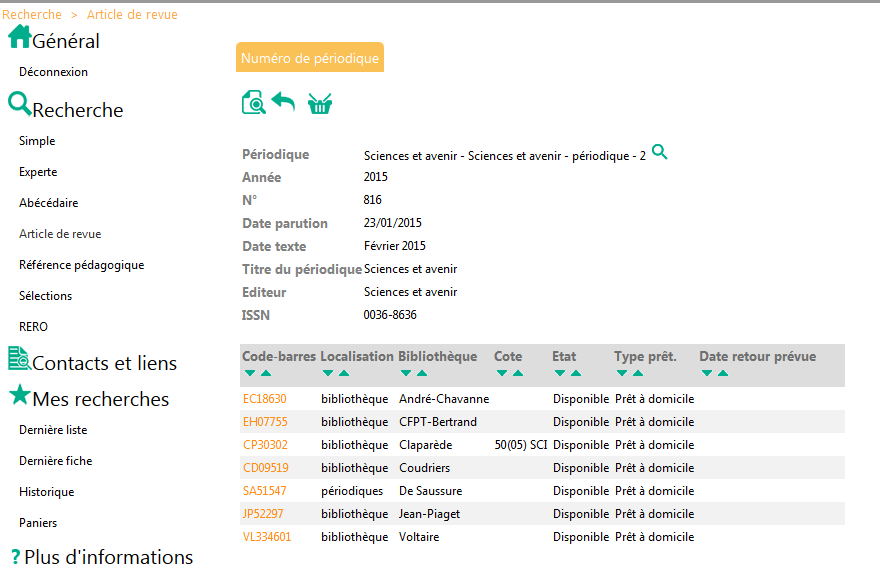 Recherche > Article de revue
Général
Déconnexion
Recherche
Simple
Experte
Abécédaire
Article de revue
Référence pédagogique
Sélections
RERO
Contacts et liens
Mes recherches
Dernière liste
Dernière fiche
Historique
Paniers
? Plus d'informations
Numéro de périodique
Périodique Sciences et avenir - Sciences et avenir - périodique - 2
Année 2015
N° 816
Date parution 23/01/2015
Date texte Février 2015
Titre du périodique Sciences et avenir
Editeur Sciences et avenir
ISSN 0036-8636
Code-barres Localisation Bibliothèque Cote Etat Type prêt. Date retour prévue
EC18630 bibliothèque André-Chavanne Disponible Prêt à domicile
EH07755 bibliothèque CFPT-Bertrand Disponible Prêt à domicile
CP30302 bibliothèque Claparède 50(05) SCI Disponible Prêt à domicile
CD09519 bibliothèque Coudriers Disponible Prêt à domicile
SA51547 périodiques De Saussure Disponible Prêt à domicile
JP52297 bibliothèque Jean-Piaget Disponible Prêt à domicile
VL334601 bibliothèque Voltaire Disponible Prêt à domicile